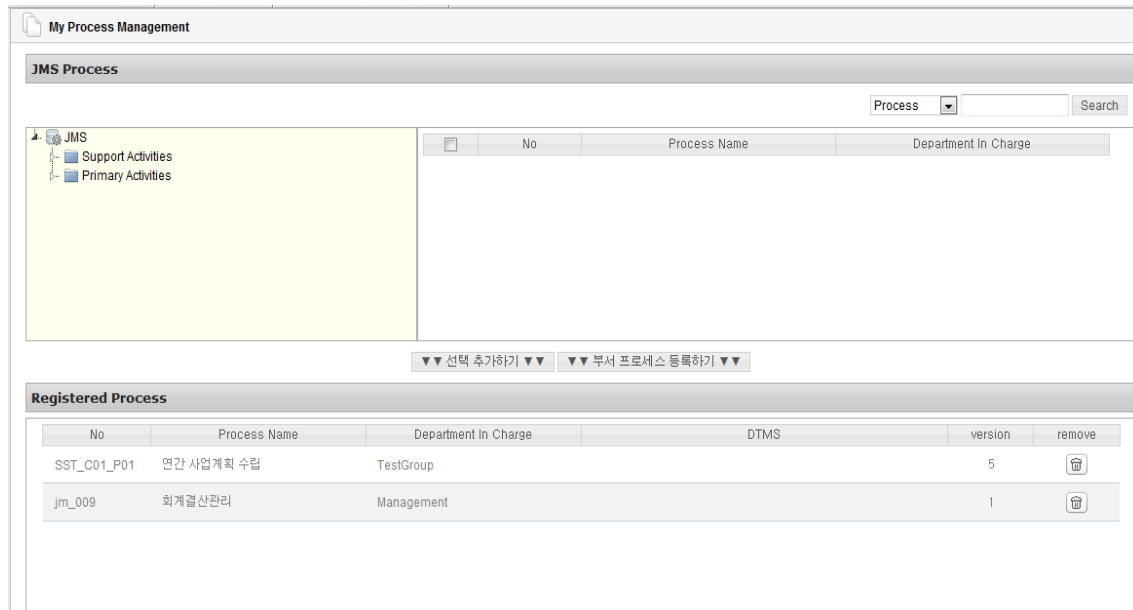 My Process Management
JMS Process
Process Search
JMS
Support Activities
Primary Activities
No Process Name Department In Charge
▼▼ 선택 추가하기 ▼▼ ▼▼ 부서 프로세스 등록하기 ▼▼
Registered Process
No Process Name Department In Charge DTMS version remove
SST_C01_P01 연간 사업계획 수립 TestGroup 5
jm_009 회계결산관리 Management 1